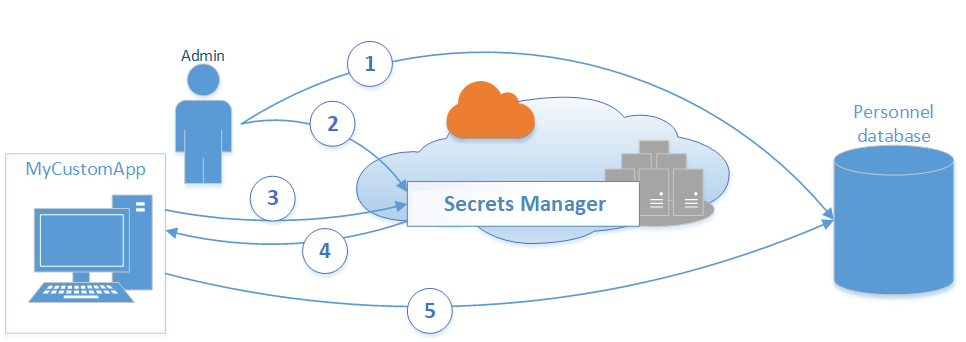 Admin
1
2
Personnel
database
MyCustomApp
3
Secrets Manager
4
5